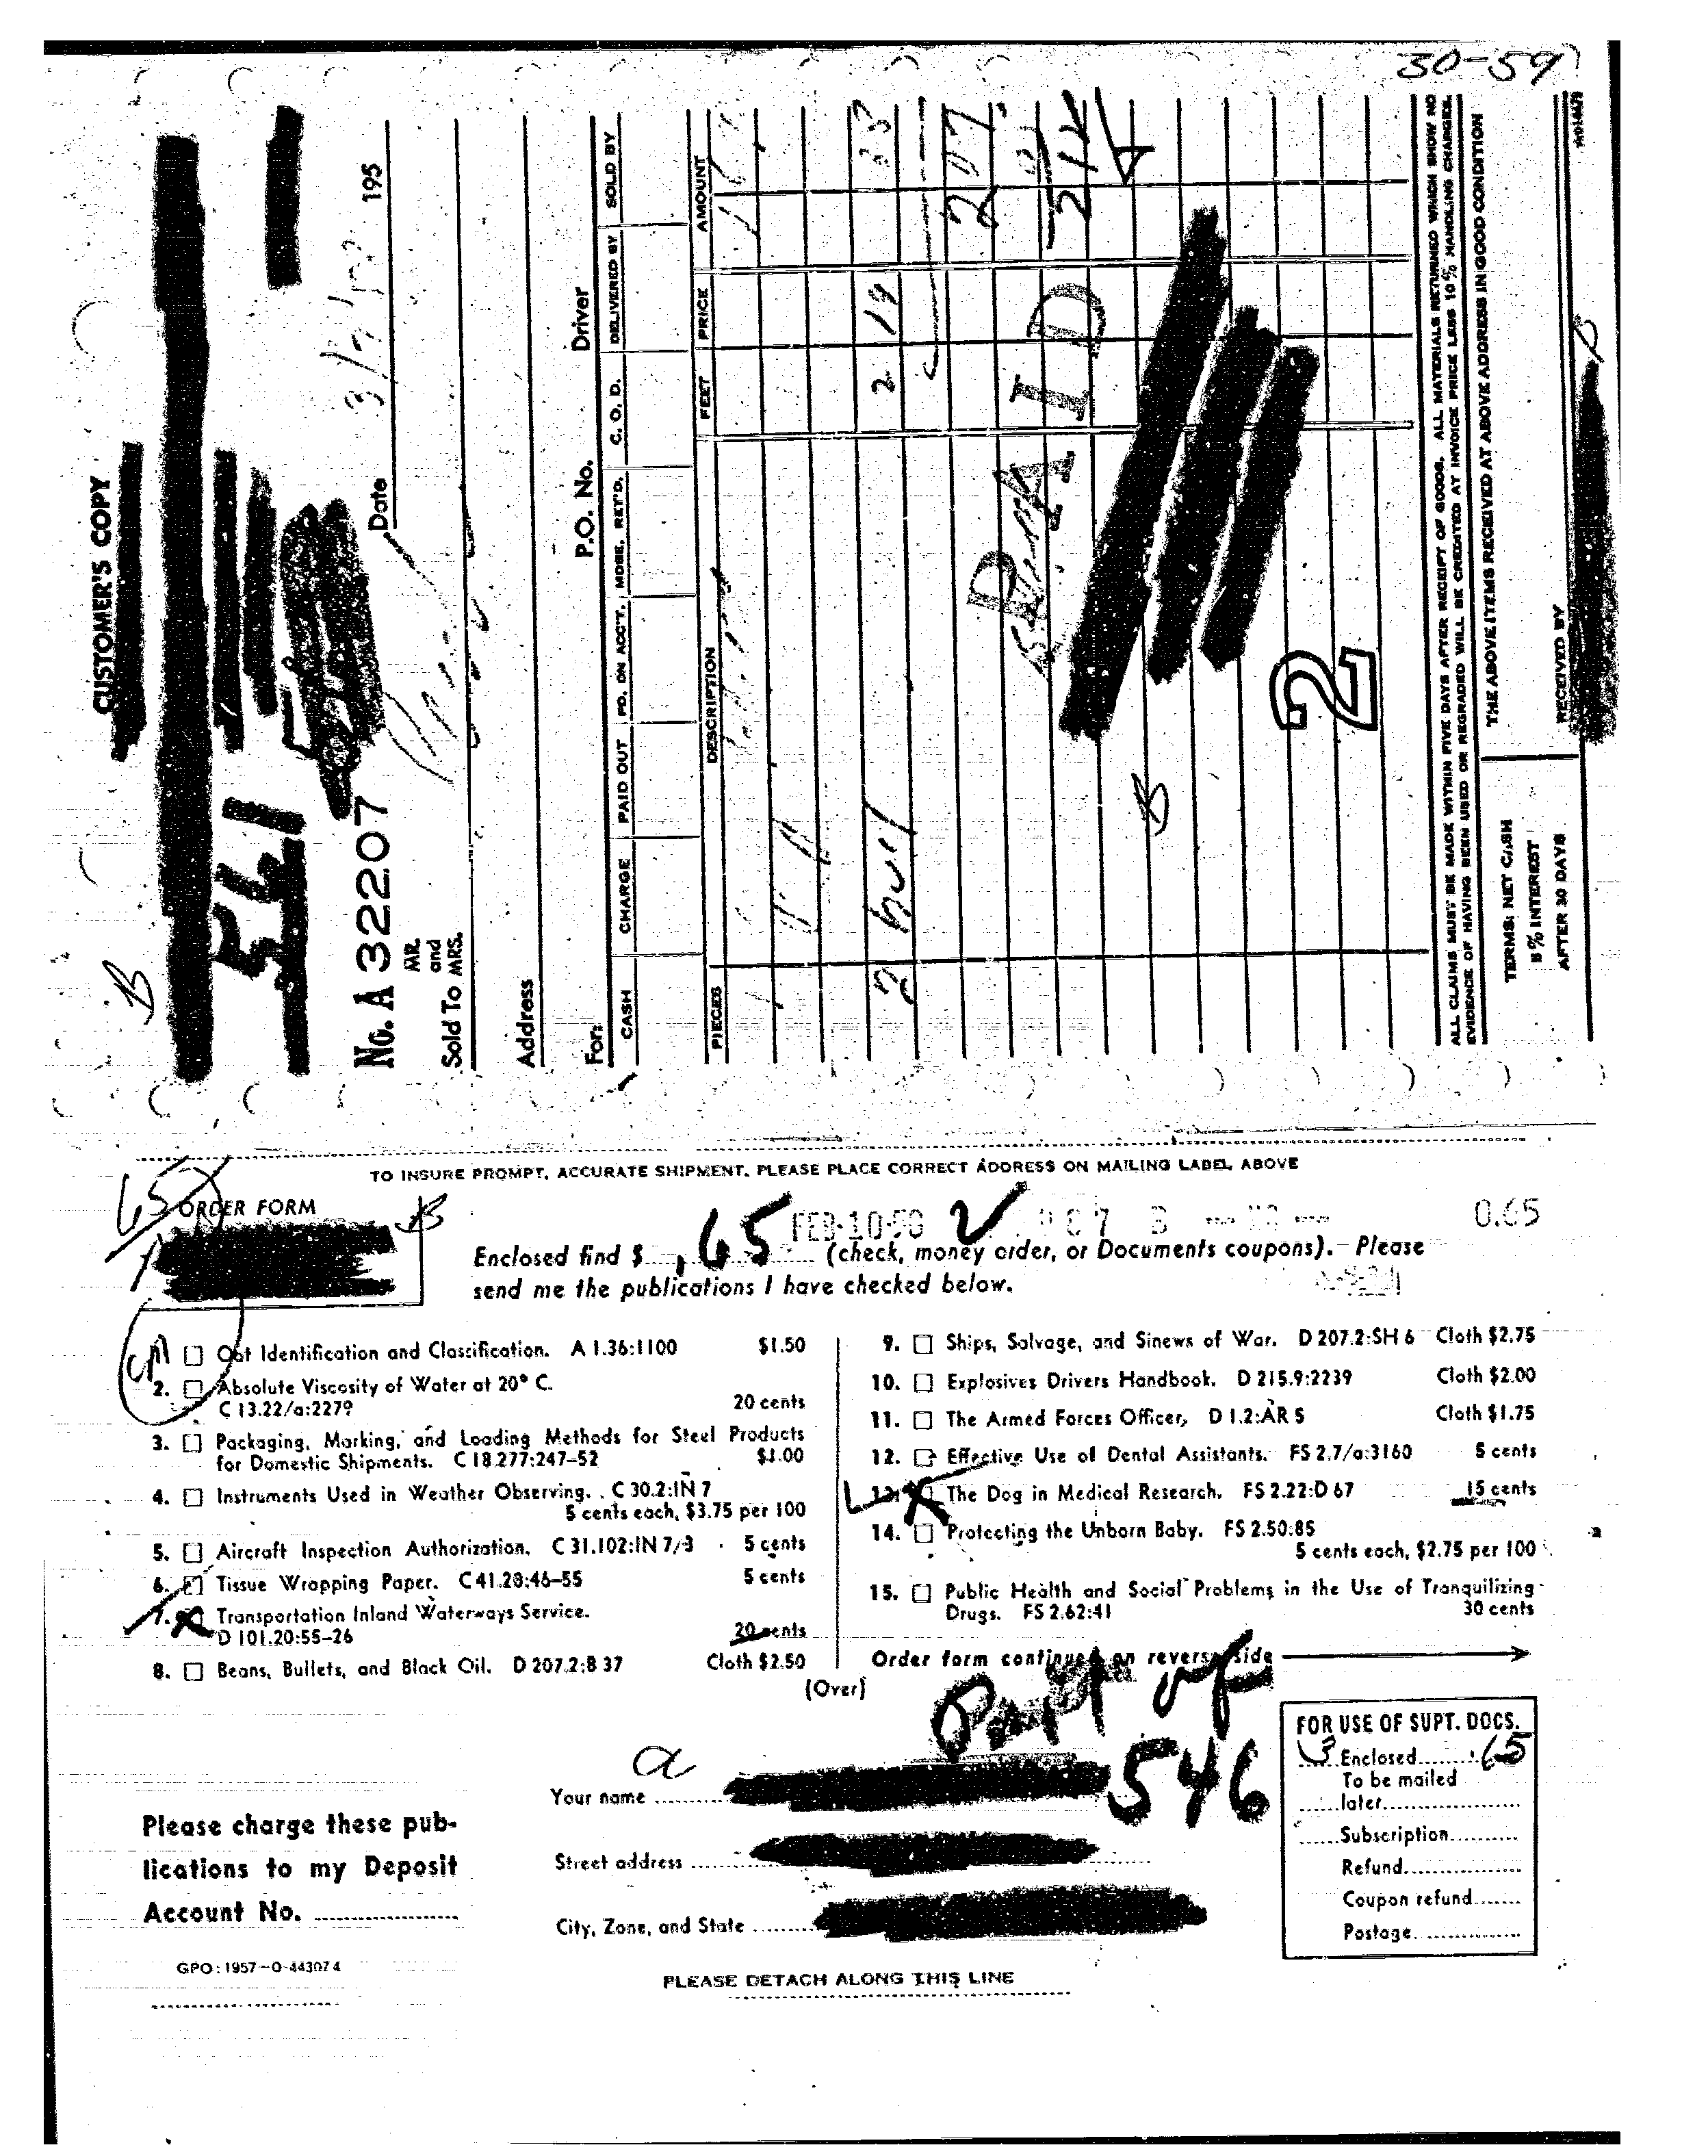 30-59
CUSTOMER'S COPY
B
541
Date 195
No. A 322207
MR.
and
Sold To MRS.
Address
For: P.O. No. Driver
CASH CHARGE PAID OUT PD. ON ACC'T. MDSE. RET'D. C. O. D. DELIVERED BY SOLD BY
PIECES DESCRIPTION FEET PRICE AMOUNT
2 2 19
2 07
PAID
2
B
ALL CLAIMS MUST BE MADE WITHIN FIVE DAYS AFTER RECEIPT OF GOODS. ALL MATERIALS RETURNED WHICH SHOW NO
EVIDENCE OF HAVING BEEN USED OR REGRADED WILL BE CREDITED AT INVOICE PRICE LESS 10% HANDLING CHARGES.
THE ABOVE ITEMS RECEIVED AT ABOVE ADDRESS IN GOOD CONDITION
TERMS: NET CASH
5% INTEREST
AFTER 30 DAYS
RECEIVED BY
B
TO INSURE PROMPT, ACCURATE SHIPMENT, PLEASE PLACE CORRECT ADDRESS ON MAILING LABEL ABOVE
65
ORDER FORM
B
0.65
Enclosed find $ .65 (check, money order, or Documents coupons). Please
send me the publications I have checked below.
1. Oat Identification and Classification. A 1.36:1100 $1.50
2. Absolute Viscosity of Water at 20° C.
C 13.22/a:2279 20 cents
3. Packaging, Marking, and Loading Methods for Steel Products
for Domestic Shipments. C 18.277:247–52 $1.00
4. Instruments Used in Weather Observing. C 30.2:IN 7
5 cents each, $3.75 per 100
5. Aircraft Inspection Authorization. C 31.102:IN 7/3 5 cents
6. Tissue Wrapping Paper. C 41.28:46–55 5 cents
7. Transportation Inland Waterways Service.
D 101.20:55–26 20 cents
8. Beans, Bullets, and Black Oil. D 207.2:B 37 Cloth $2.50
(Over)
9. Ships, Salvage, and Sinews of War. D 207.2:SH 6 Cloth $2.75
10. Explosives Drivers Handbook. D 215.9:2239 Cloth $2.00
11. The Armed Forces Officer, D 1.2:AR 5 Cloth $1.75
12. Effective Use of Dental Assistants. FS 2.7/a:3160 5 cents
13. The Dog in Medical Research. FS 2.22:D 67 15 cents
14. Protecting the Unborn Baby. FS 2.50:85
5 cents each, $2.75 per 100
15. Public Health and Social Problems in the Use of Tranquilizing
Drugs. FS 2.62:41 30 cents
Order form continued on reverse side
Part of
546
a
Your name
Street address
City, Zone, and State
Please charge these pub-
lications to my Deposit
Account No.
GPO: 1957—O-443074
FOR USE OF SUPT. DOCS.
3 Enclosed .65
To be mailed
later
Subscription
Refund
Coupon refund
Postage
PLEASE DETACH ALONG THIS LINE